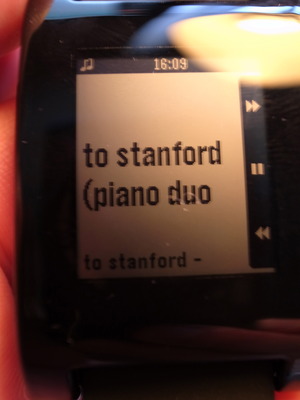 16:09
to stanford
(piano duo
to stanford -